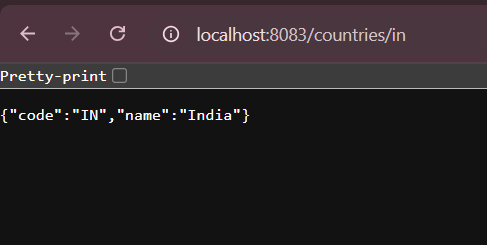 localhost:8083/countries/in
Pretty-print
{"code":"IN","name":"India"}